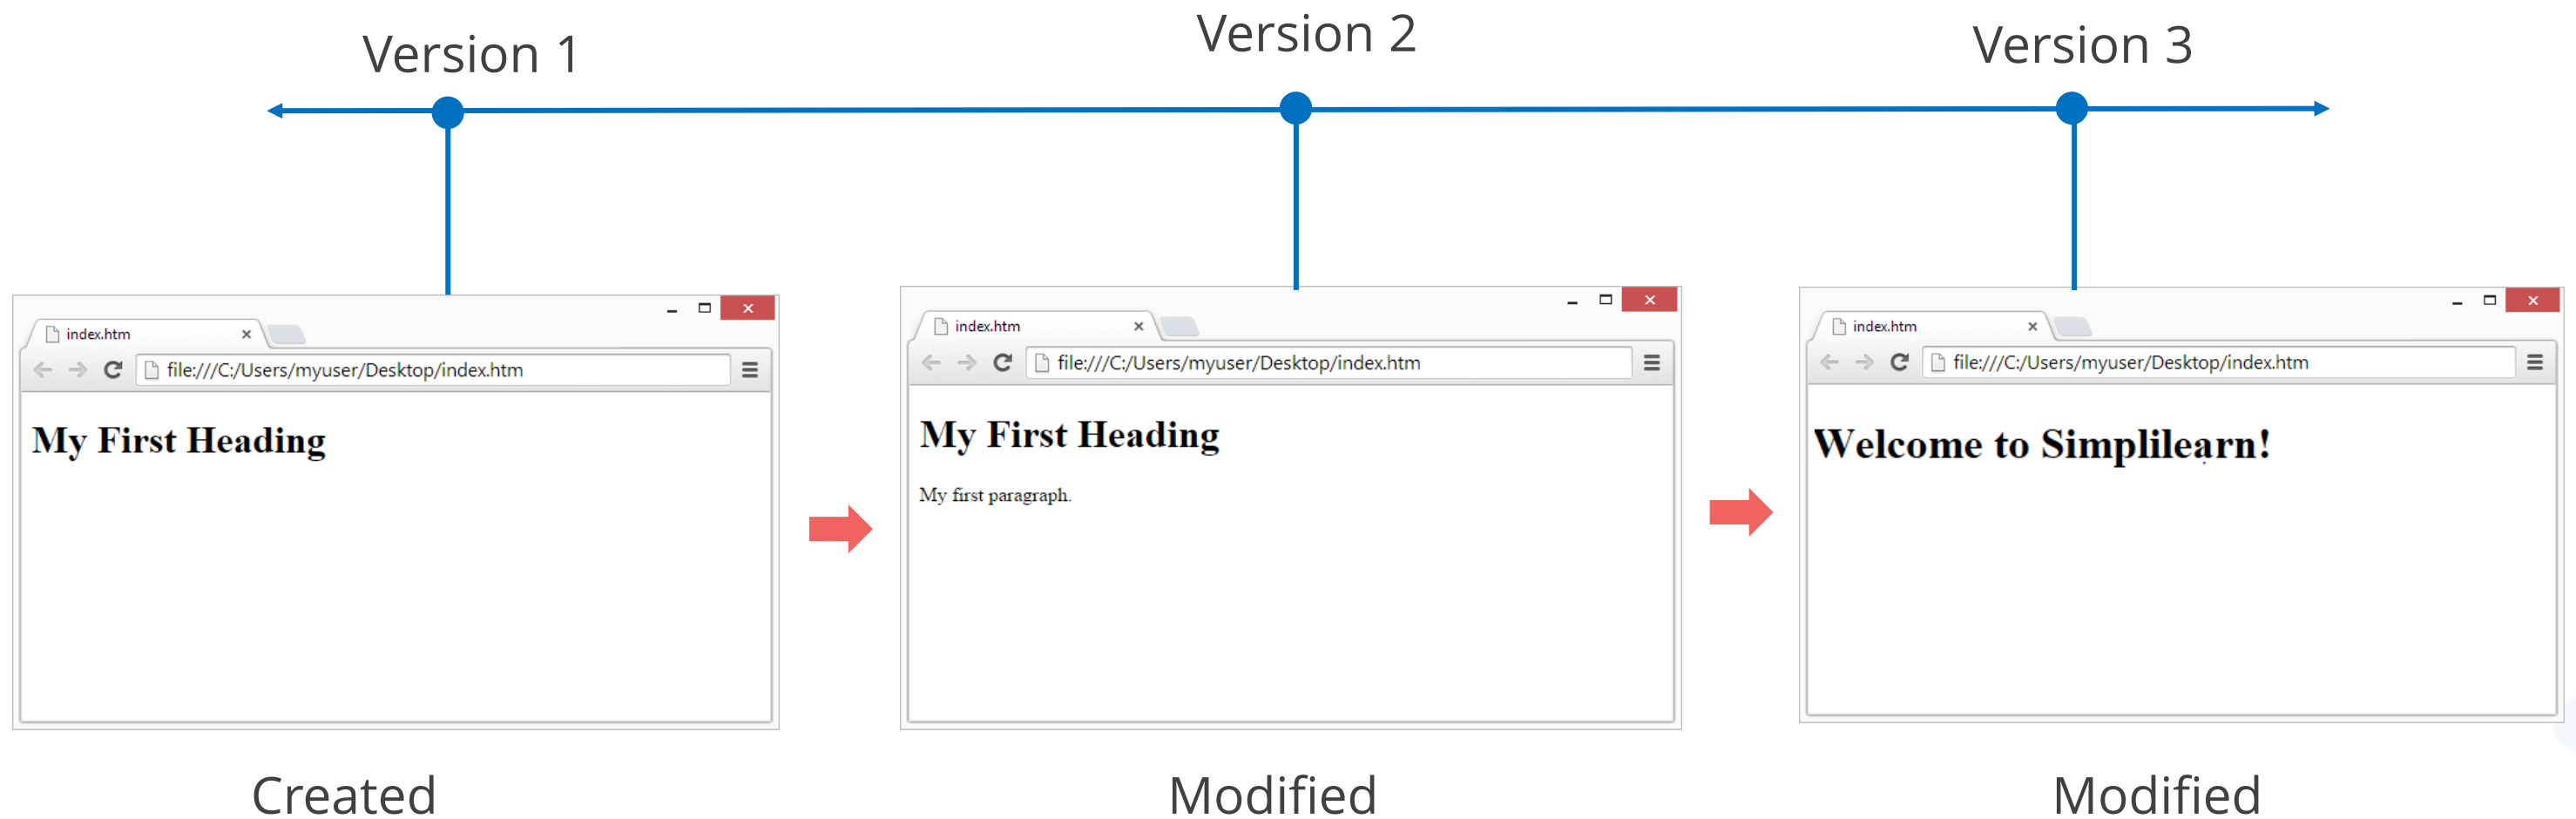 Version 1
Version 2
Version 3
index.htm
file:///C:/Users/myuser/Desktop/index.htm
My First Heading
index.htm
file:///C:/Users/myuser/Desktop/index.htm
My First Heading
My first paragraph.
index.htm
file:///C:/Users/myuser/Desktop/index.htm
Welcome to Simplilearn!
Created
Modified
Modified